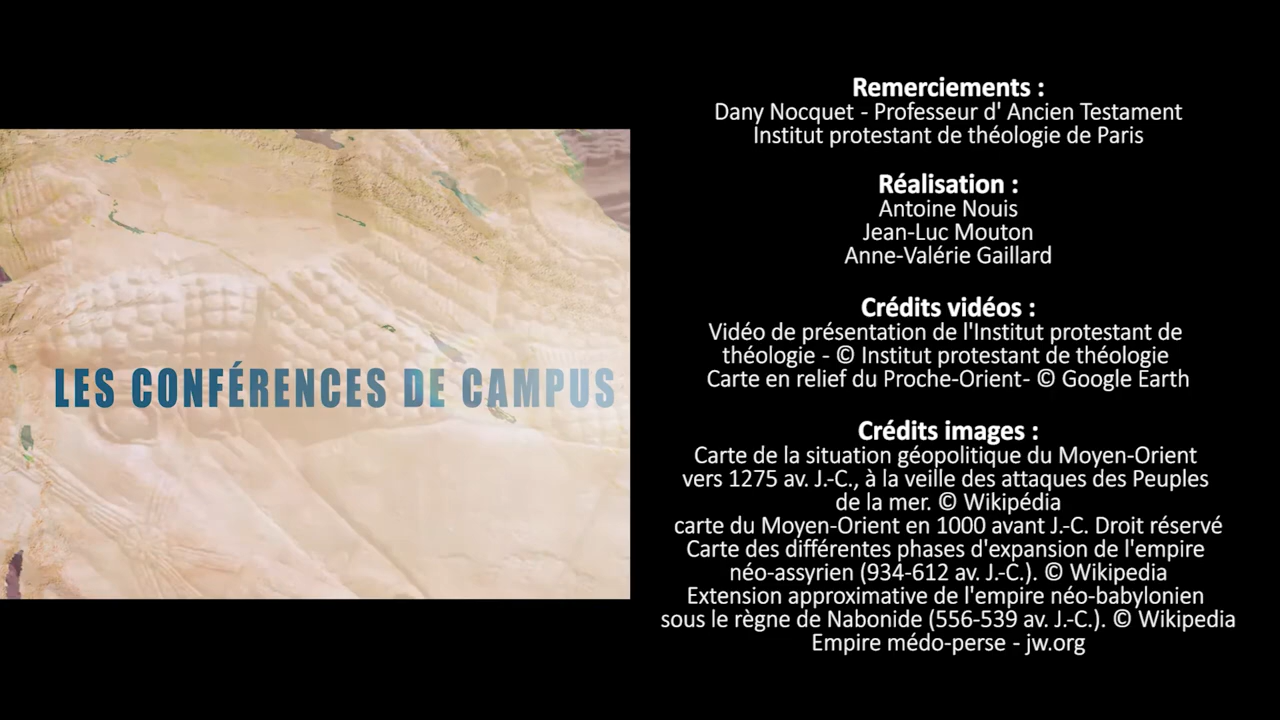 LES CONFÉRENCES DE CAMPUS
Remerciements :
Dany Nocquet - Professeur d' Ancien Testament
Institut protestant de théologie de Paris
Réalisation :
Antoine Nouis
Jean-Luc Mouton
Anne-Valérie Gaillard
Crédits vidéos :
Vidéo de présentation de l'Institut protestant de
théologie - © Institut protestant de théologie
Carte en relief du Proche-Orient- © Google Earth
Crédits images :
Carte de la situation géopolitique du Moyen-Orient
vers 1275 av. J.-C., à la veille des attaques des Peuples
de la mer. © Wikipédia
carte du Moyen-Orient en 1000 avant J.-C. Droit réservé
Carte des différentes phases d'expansion de l'empire
néo-assyrien (934-612 av. J.-C.). © Wikipedia
Extension approximative de l'empire néo-babylonien
sous le règne de Nabonide (556-539 av. J.-C.). © Wikipedia
Empire médo-perse - jw.org